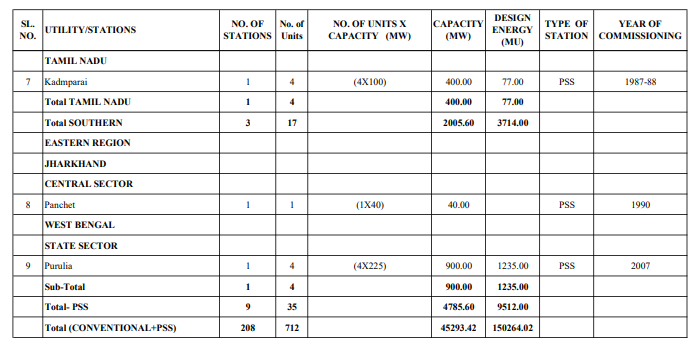 SL. NO. UTILITY/STATIONS NO. OF STATIONS No. of Units NO. OF UNITS X CAPACITY (MW) CAPACITY (MW) DESIGN ENERGY (MU) TYPE OF STATION YEAR OF COMMISSIONING
TAMIL NADU
7 Kadmparai 1 4 (4X100) 400.00 77.00 PSS 1987-88
Total TAMIL NADU 1 4 400.00 77.00
Total SOUTHERN 3 17 2005.60 3714.00
EASTERN REGION
JHARKHAND
CENTRAL SECTOR
8 Panchet 1 1 (1X40) 40.00 PSS 1990
WEST BENGAL
STATE SECTOR
9 Purulia 1 4 (4X225) 900.00 1235.00 PSS 2007
Sub-Total 1 4 900.00 1235.00
Total- PSS 9 35 4785.60 9512.00
Total (CONVENTIONAL+PSS) 208 712 45293.42 150264.02